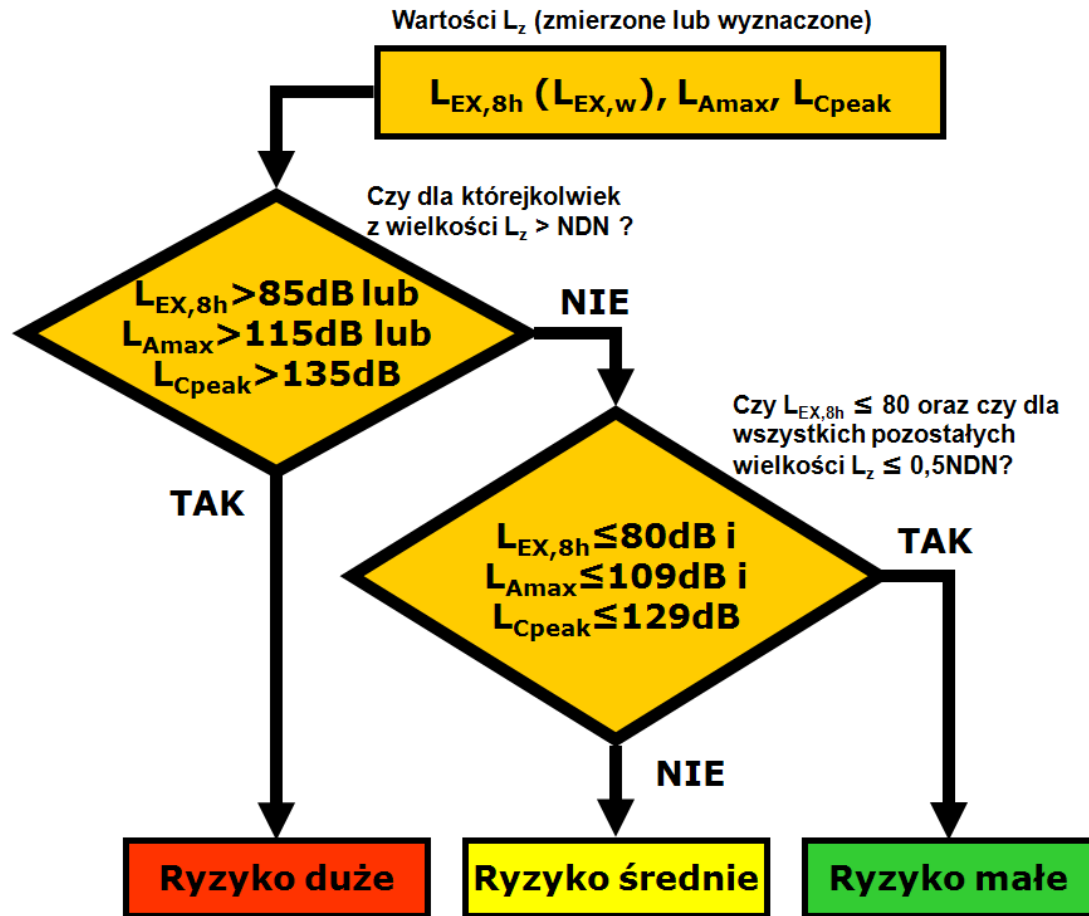 Wartości Lz (zmierzone lub wyznaczone)
LEX,8h (LEX,w), LAmax, LCpeak
Czy dla którejkolwiek
z wielkości Lz > NDN ?
LEX,8h>85dB lub
LAmax>115dB lub
LCpeak>135dB
NIE
TAK
Czy LEX,8h ≤ 80 oraz czy dla
wszystkich pozostałych
wielkości Lz ≤ 0,5NDN?
LEX,8h≤80dB i
LAmax≤109dB i
LCpeak≤129dB
TAK
NIE
Ryzyko duże
Ryzyko średnie
Ryzyko małe